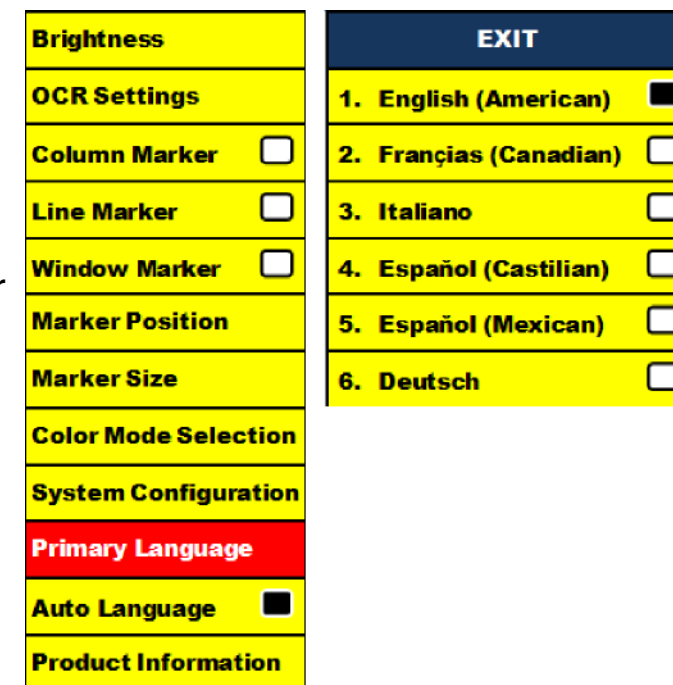 Brightness
OCR Settings
Column Marker
Line Marker
Window Marker
Marker Position
Marker Size
Color Mode Selection
System Configuration
Primary Language
Auto Language
Product Information
EXIT
1. English (American)
2. Françias (Canadian)
3. Italiano
4. Español (Castilian)
5. Español (Mexican)
6. Deutsch